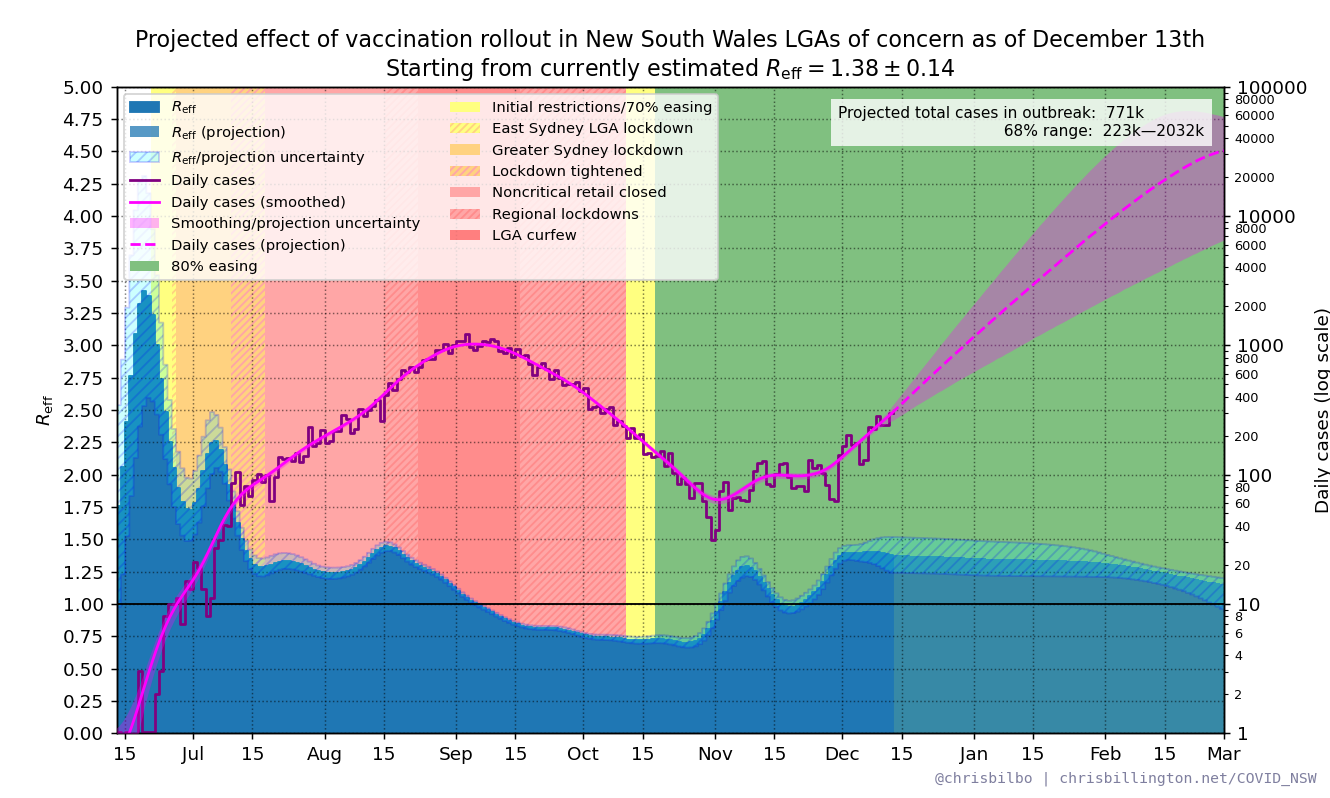 Projected effect of vaccination rollout in New South Wales LGAs of concern as of December 13th
Starting from currently estimated Reff = 1.38 ± 0.14
Reff
Reff (projection)
Reff/projection uncertainty
Daily cases
Daily cases (smoothed)
Smoothing/projection uncertainty
Daily cases (projection)
80% easing
Initial restrictions/70% easing
East Sydney LGA lockdown
Greater Sydney lockdown
Lockdown tightened
Noncritical retail closed
Regional lockdowns
LGA curfew
Projected total cases in outbreak: 771k
68% range: 223k—2032k
Reff
5.00
4.75
4.50
4.25
4.00
3.75
3.50
3.25
3.00
2.75
2.50
2.25
2.00
1.75
1.50
1.25
1.00
0.75
0.50
0.25
0.00
100000
80000
60000
40000
20000
10000
8000
6000
4000
2000
1000
800
600
400
200
100
80
60
40
20
10
8
6
4
2
1
Daily cases (log scale)
15 Jul 15 Aug 15 Sep 15 Oct 15 Nov 15 Dec 15 Jan 15 Feb 15 Mar
@chrisbilbo | chrisbillington.net/COVID_NSW